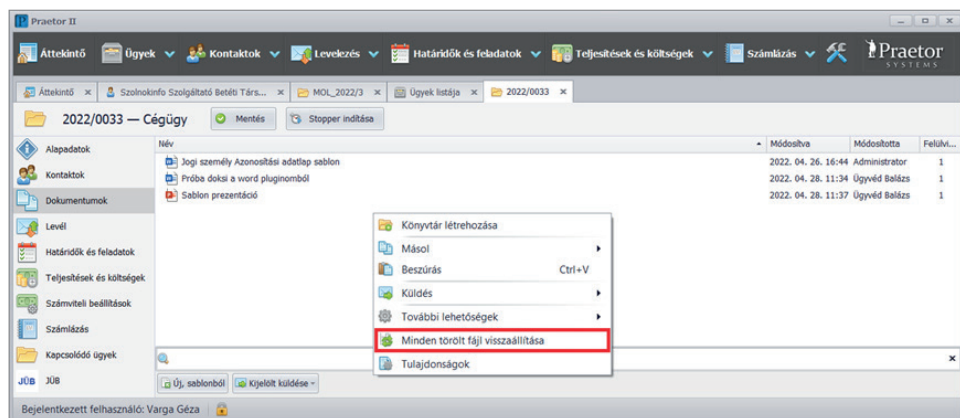 Praetor II
Áttekintő Ügyek Kontaktok Levelezés Határidők és feladatok Teljesítések és költségek Számlázás Praetor SYSTEMS
Áttekintő Szolnokinfo Szolgáltató Betéti Társ... MOL_2022/3 Ügyek listája 2022/0033
2022/0033 — Cégügy Mentés Stopper indítása
Alapadatok
Kontaktok
Dokumentumok
Levél
Határidők és feladatok
Teljesítések és költségek
Számviteli beállítások
Számlázás
Kapcsolódó ügyek
JÜB JÜB
Név Módosítva Módosította Felülvi...
Jogi személy Azonosítási adatlap sablon 2022. 04. 26. 16:44 Administrator 1
Próba doksi a word pluginomból 2022. 04. 28. 11:34 Ügyvéd Balázs 1
Sablon prezentáció 2022. 04. 28. 11:37 Ügyvéd Balázs 1
Könyvtár létrehozása
Másol
Beszúrás Ctrl+V
Küldés
További lehetőségek
Minden törölt fájl visszaállítása
Tulajdonságok
Új, sablonból Kijelölt küldése
Bejelentkezett felhasználó: Varga Géza